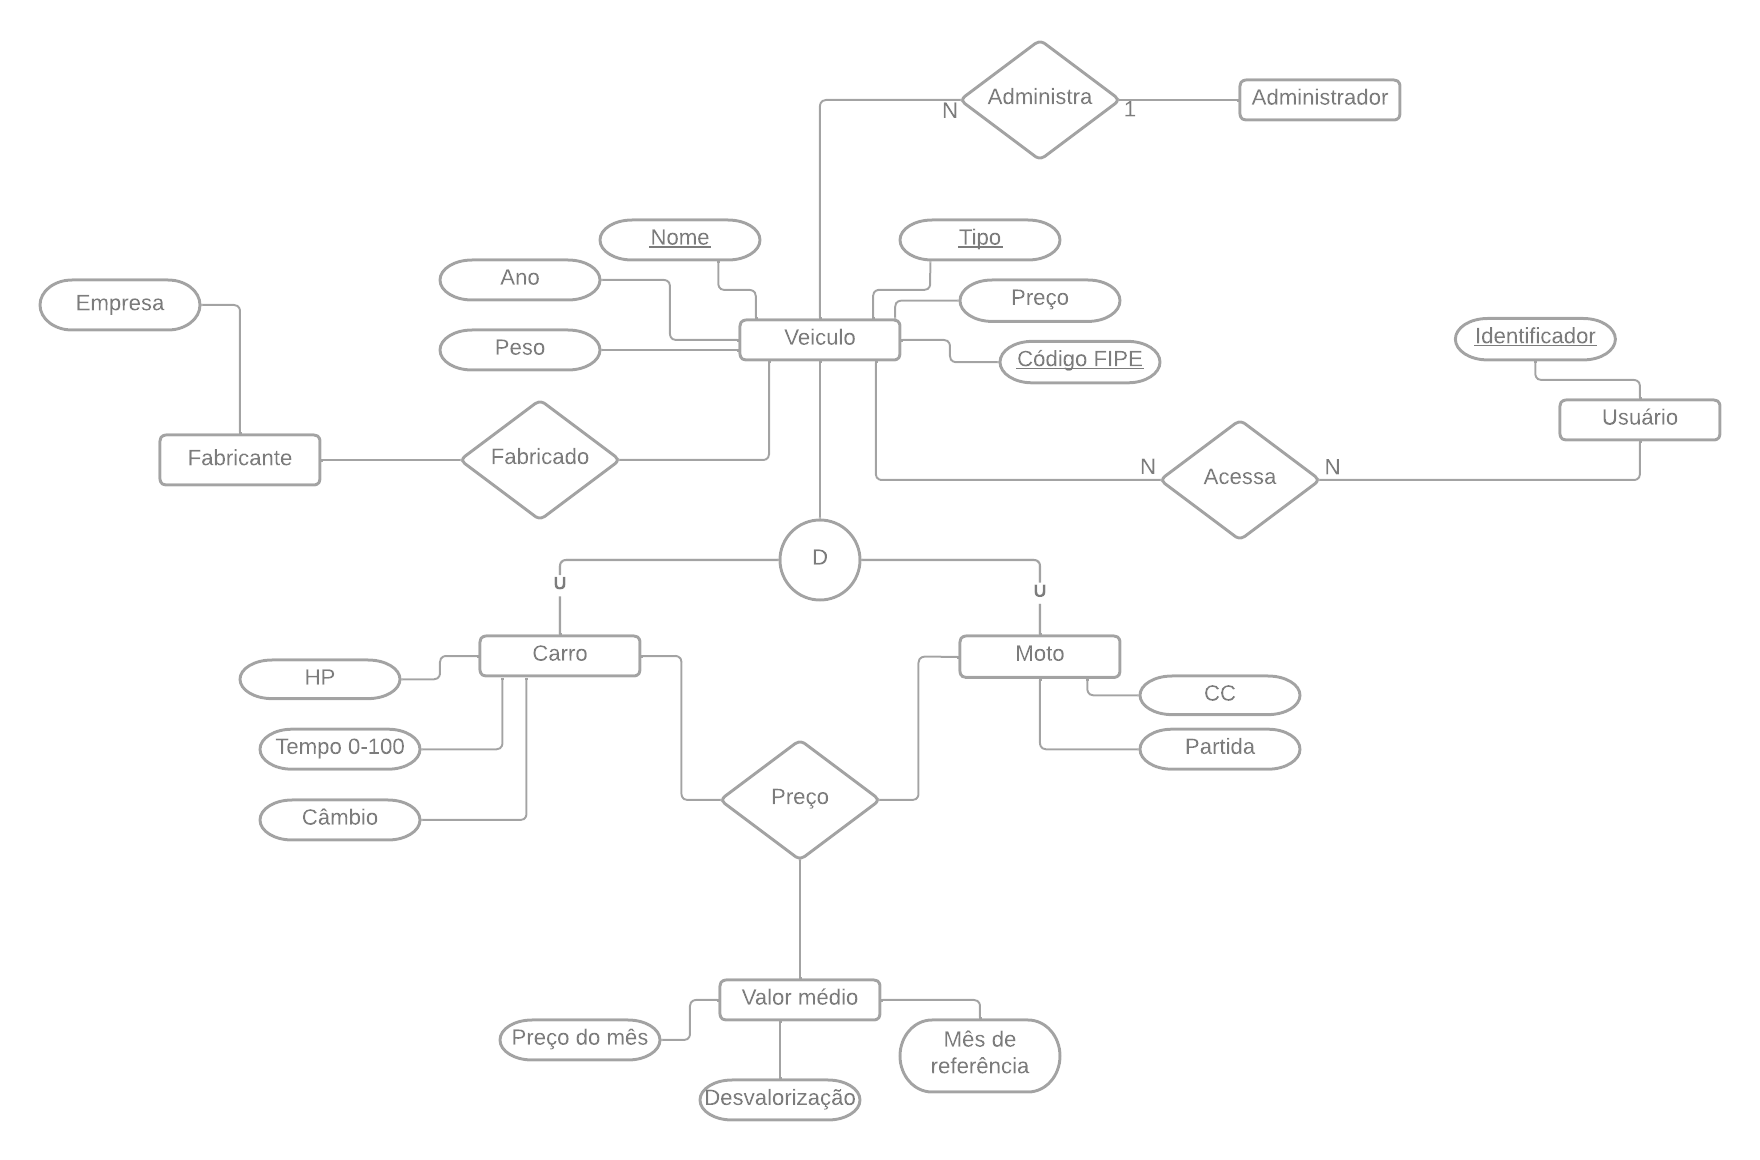 Administra
Administrador
N
1
Nome
Tipo
Ano
Preço
Empresa
Peso
Veiculo
Código FIPE
Identificador
Usuário
Fabricante
Fabricado
N
Acessa
N
D
U
U
Carro
Moto
HP
CC
Tempo 0-100
Partida
Câmbio
Preço
Valor médio
Preço do mês
Mês de
referência
Desvalorização